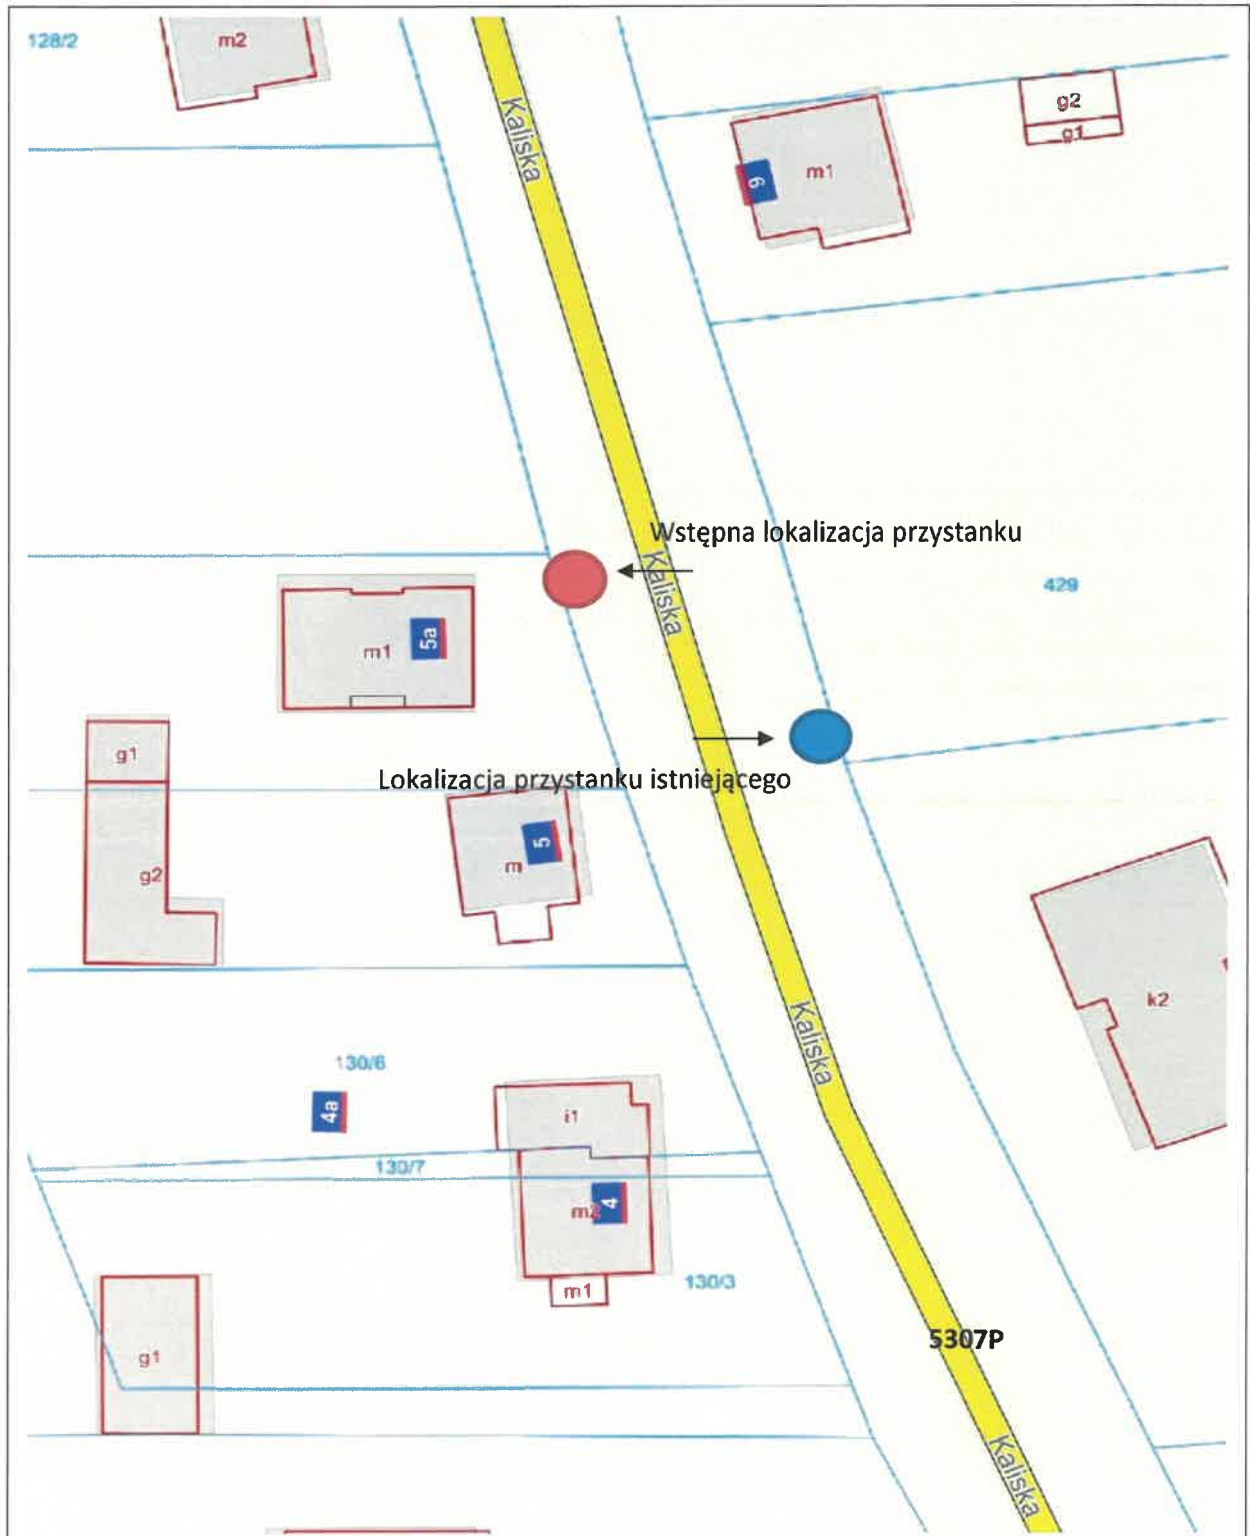 128/2
m2
Kaliska
g2
g1
m1
9
Wstępna lokalizacja przystanku
Kaliska
429
5a
m1
g1
Lokalizacja przystanku istniejącego
5
m
g2
k2
Kaliska
130/6
4a
i1
130/7
4
m2
130/3
m1
5307P
g1
Kaliska